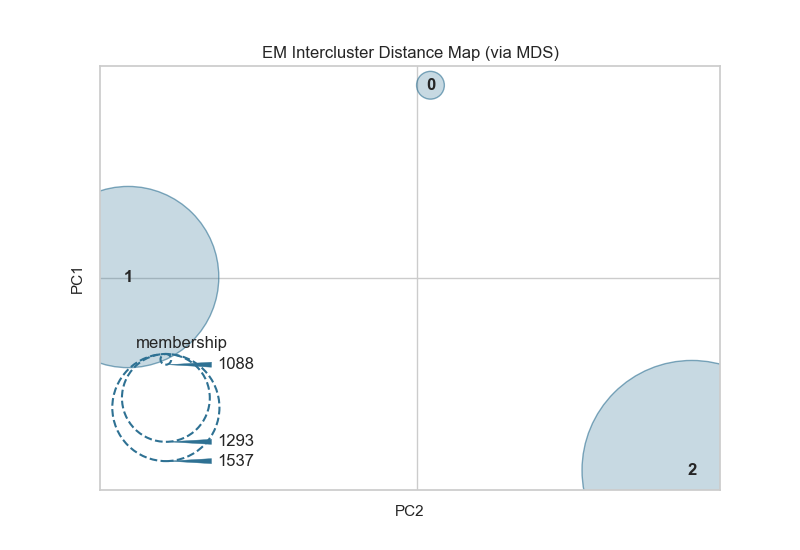 EM Intercluster Distance Map (via MDS)
0
1
PC1
membership
1088
1293
1537
2
PC2